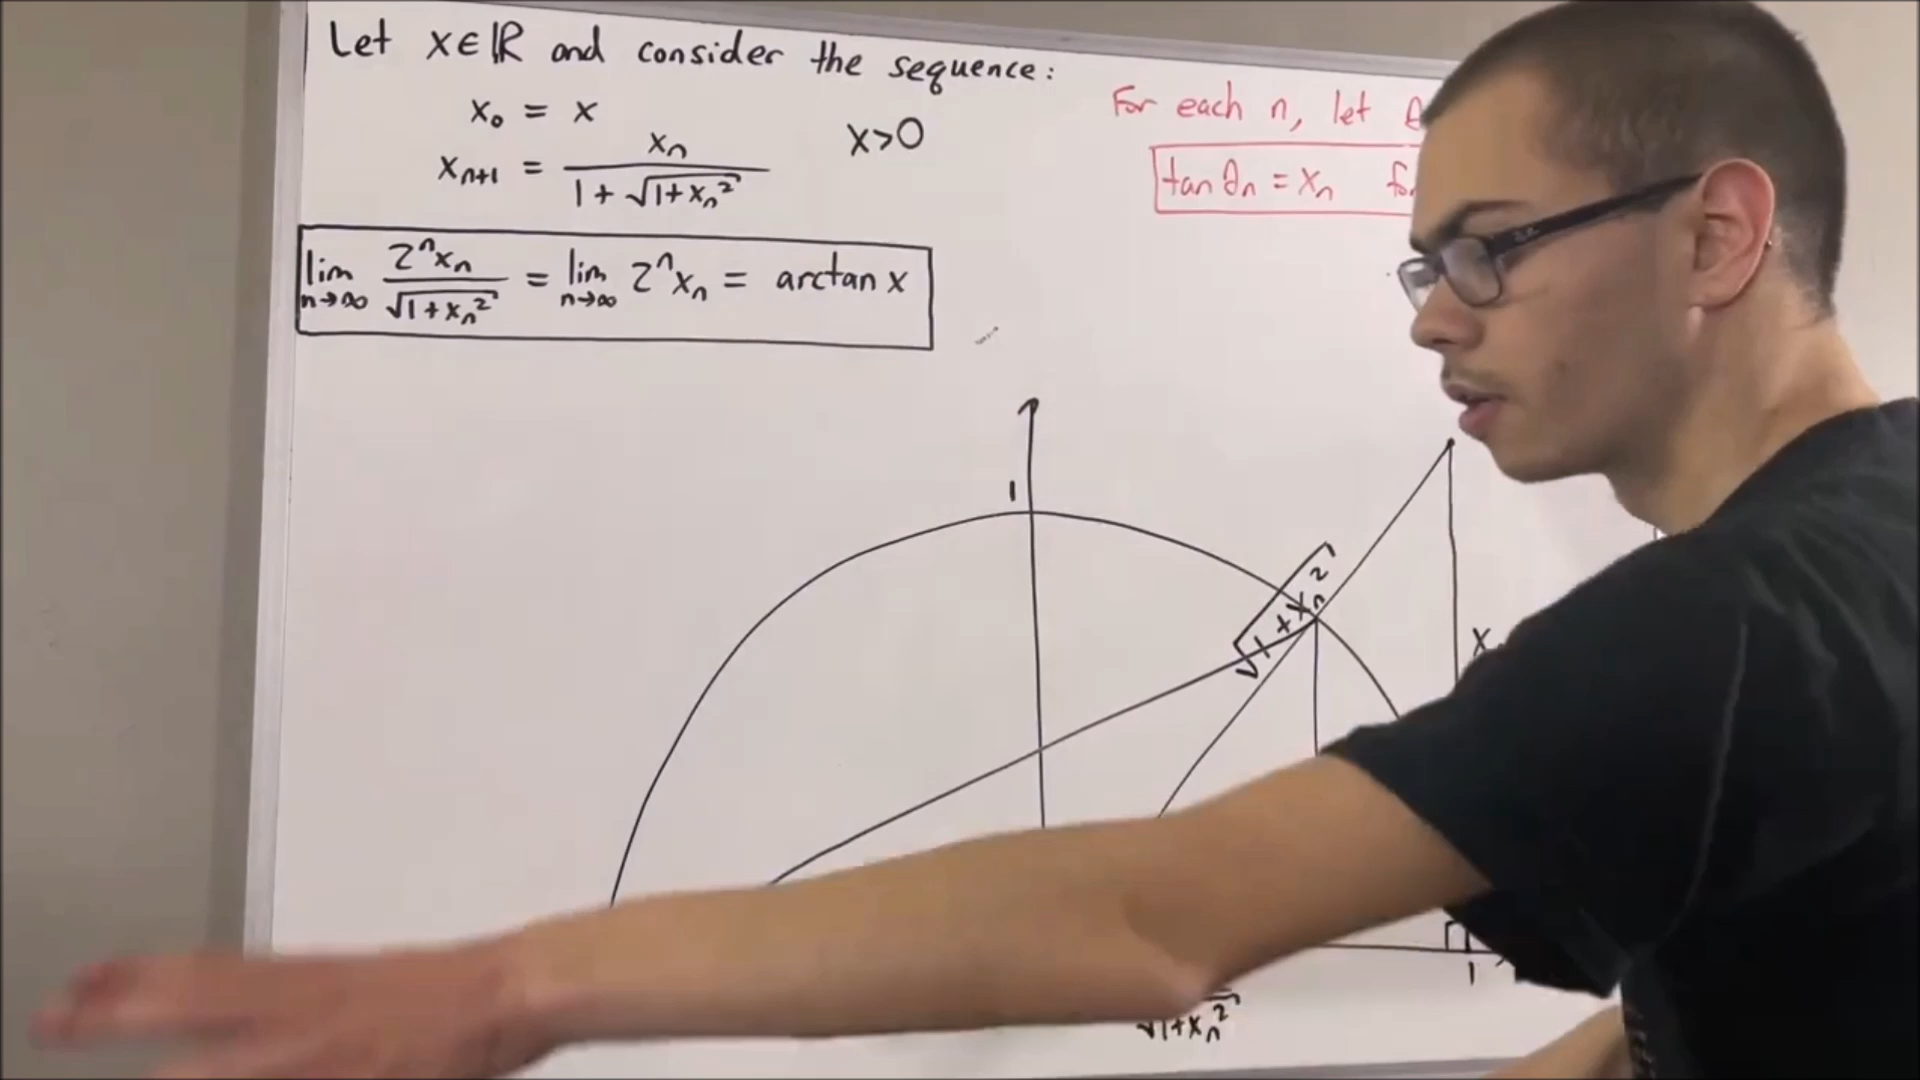 Let x∈ℝ and consider the sequence:
x₀ = x
xₙ₊₁ = xₙ / (1 + √(1+xₙ²))
x>0
lim n→∞ 2ⁿxₙ / √(1+xₙ²) = lim n→∞ 2ⁿxₙ = arctan x
For each n, let
tan θₙ = xₙ
1
√(1+xₙ²)
x
1
√(1+xₙ²)